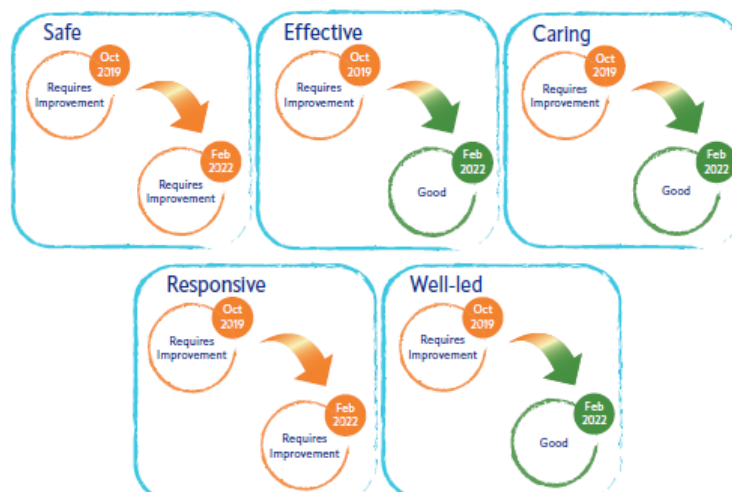 Safe
Oct
2019
Requires
Improvement
Feb
2022
Requires
Improvement
Effective
Oct
2019
Requires
Improvement
Feb
2022
Good
Caring
Oct
2019
Requires
Improvement
Feb
2022
Good
Responsive
Oct
2019
Requires
Improvement
Feb
2022
Requires
Improvement
Well-led
Oct
2019
Requires
Improvement
Feb
2022
Good